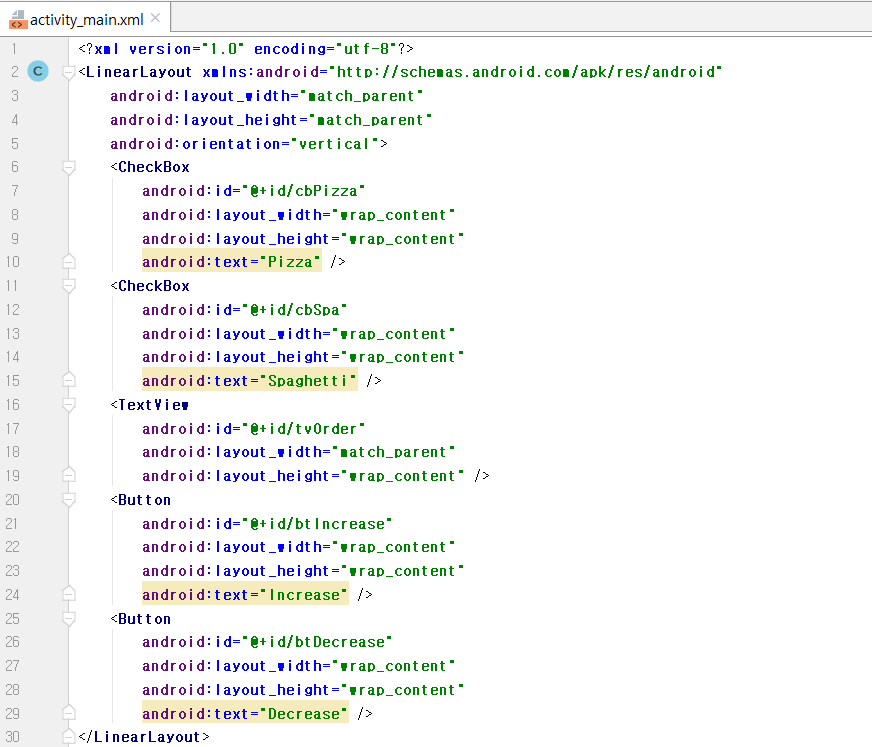 activity_main.xml
1 <?xml version="1.0" encoding="utf-8"?>
2 C <LinearLayout xmlns:android="http://schemas.android.com/apk/res/android"
3 android:layout_width="match_parent"
4 android:layout_height="match_parent"
5 android:orientation="vertical">
6 <CheckBox
7 android:id="@+id/cbPizza"
8 android:layout_width="wrap_content"
9 android:layout_height="wrap_content"
10 android:text="Pizza" />
11 <CheckBox
12 android:id="@+id/cbSpa"
13 android:layout_width="wrap_content"
14 android:layout_height="wrap_content"
15 android:text="Spaghetti" />
16 <TextView
17 android:id="@+id/tvOrder"
18 android:layout_width="match_parent"
19 android:layout_height="wrap_content" />
20 <Button
21 android:id="@+id/btIncrease"
22 android:layout_width="wrap_content"
23 android:layout_height="wrap_content"
24 android:text="Increase" />
25 <Button
26 android:id="@+id/btDecrease"
27 android:layout_width="wrap_content"
28 android:layout_height="wrap_content"
29 android:text="Decrease" />
30 </LinearLayout>